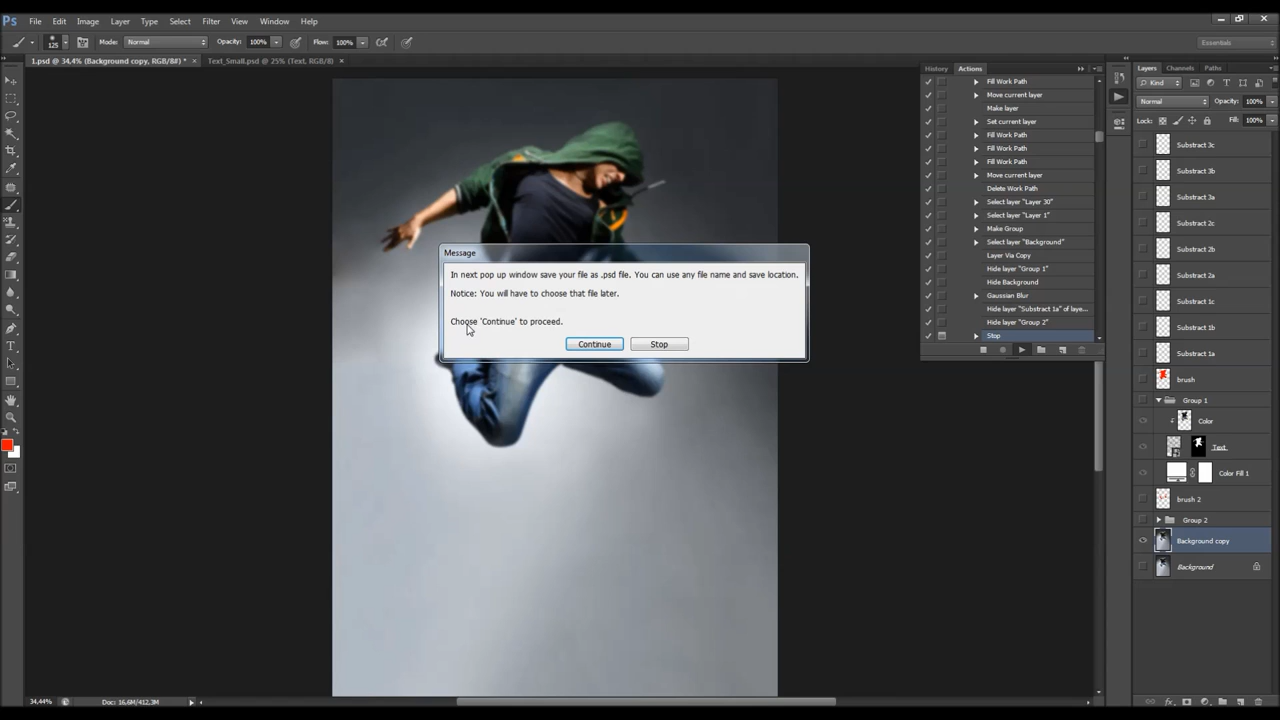 Ps File Edit Image Layer Type Select Filter View Window Help
125 Mode: Normal Opacity: 100% Flow: 100% Essentials
1.psd @ 34,4% (Background copy, RGB/8#) * × Text_Small.psd @ 25% (Text, RGB/8) ×
History Actions
Fill Work Path
Move current layer
Make layer
Set current layer
Fill Work Path
Fill Work Path
Fill Work Path
Move current layer
Delete Work Path
Select layer "Layer 30"
Select layer "Layer 1"
Make Group
Select layer "Background"
Layer Via Copy
Hide layer "Group 1"
Hide Background
Gaussian Blur
Hide layer "Substract 1a" of laye...
Hide layer "Group 2"
Stop
Layers Channels Paths
Kind
Normal Opacity: 100%
Lock: Fill: 100%
Substract 3c
Substract 3b
Substract 3a
Substract 2c
Substract 2b
Substract 2a
Substract 1c
Substract 1b
Substract 1a
brush
Group 1
Color
Text
Color Fill 1
brush 2
Group 2
Background copy
Background
Message
In next pop up window save your file as .psd file. You can use any file name and save location.
Notice: You will have to choose that file later.
Choose 'Continue' to proceed.
Continue Stop
34,44% Doc: 16,6M/412,3M